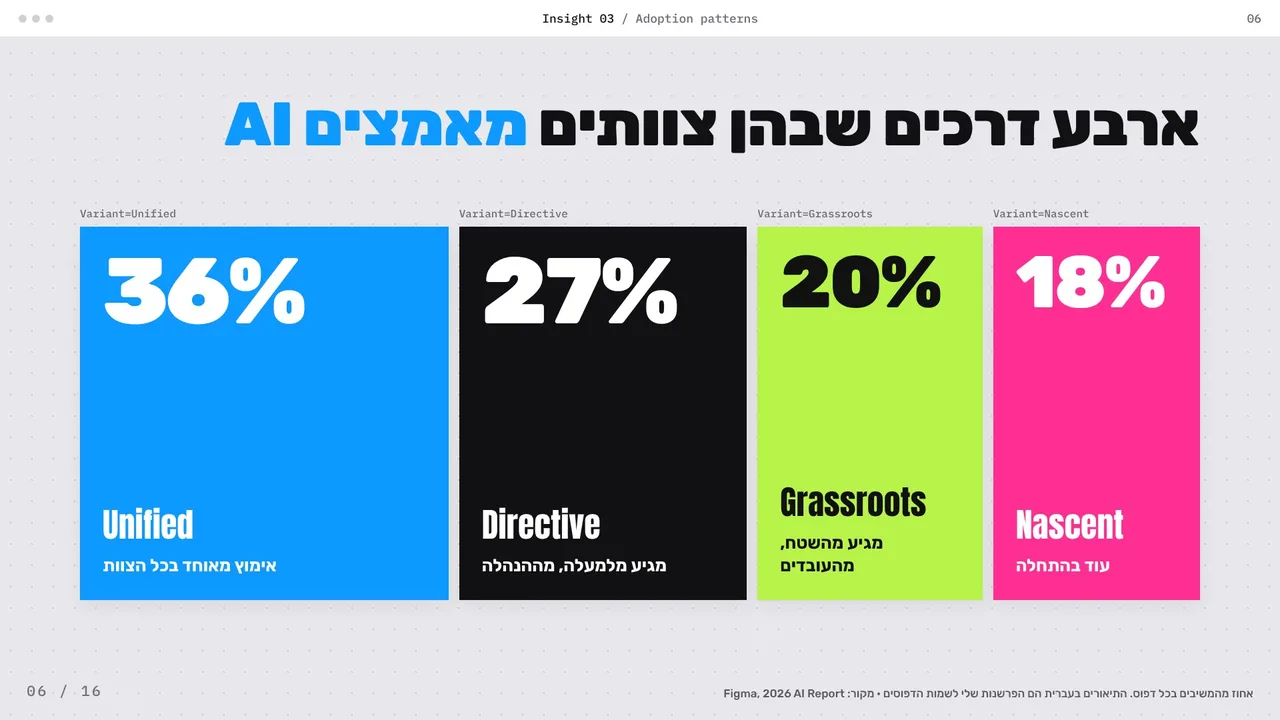 Insight 03 / Adoption patterns
06
ארבע דרכים שבהן צוותים מאמצים AI
Variant=Unified
36%
Unified
אימוץ מאוחד בכל הצוות
Variant=Directive
27%
Directive
מגיע מלמעלה, מההנהלה
Variant=Grassroots
20%
Grassroots
מגיע מהשטח,
מהעובדים
Variant=Nascent
18%
Nascent
עוד בהתחלה
06 / 16
אחוז מהמשיבים בכל דפוס. התיאורים בעברית הם הפרשנות שלי לשמות הדפוסים · מקור: Figma, 2026 AI Report